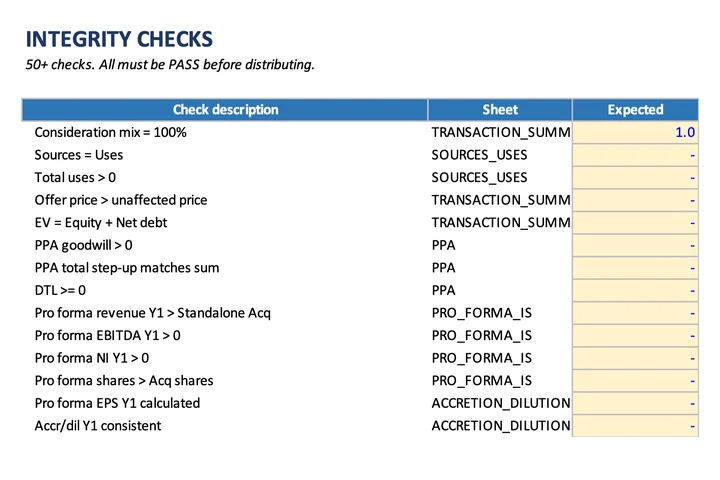 INTEGRITY CHECKS
50+ checks. All must be PASS before distributing.
Check description Sheet Expected
Consideration mix = 100% TRANSACTION_SUMM 1.0
Sources = Uses SOURCES_USES -
Total uses > 0 SOURCES_USES -
Offer price > unaffected price TRANSACTION_SUMM -
EV = Equity + Net debt TRANSACTION_SUMM -
PPA goodwill > 0 PPA -
PPA total step-up matches sum PPA -
DTL >= 0 PPA -
Pro forma revenue Y1 > Standalone Acq PRO_FORMA_IS -
Pro forma EBITDA Y1 > 0 PRO_FORMA_IS -
Pro forma NI Y1 > 0 PRO_FORMA_IS -
Pro forma shares > Acq shares PRO_FORMA_IS -
Pro forma EPS Y1 calculated ACCRETION_DILUTION -
Accr/dil Y1 consistent ACCRETION_DILUTION -